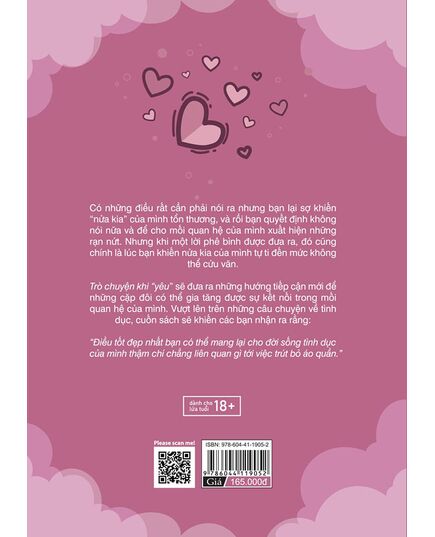 Có những điều rất cần phải nói ra nhưng bạn lại sợ khiến
“nửa kia” của mình tổn thương, và rồi bạn quyết định không
nói nữa và để cho mối quan hệ của mình xuất hiện những
rạn nứt. Nhưng khi một lời phê bình được đưa ra, đó cũng
chính là lúc bạn khiến nửa kia của mình tự ti đến mức không
thể cứu vãn.
Trò chuyện khi "yêu" sẽ đưa ra những hướng tiếp cận mới để
những cặp đôi có thể gia tăng được sự kết nối trong mối
quan hệ của mình. Vượt lên trên những câu chuyện về tình
dục, cuốn sách sẽ khiến các bạn nhận ra rằng:
“Điều tốt đẹp nhất bạn có thể mang lại cho đời sống tình dục
của mình thậm chí chẳng liên quan gì tới việc trút bỏ áo quần.”
dành cho
lứa tuổi 18+
Please scan me!
ISBN: 978-604-41-1905-2
9 786044 119052
Giá 165.000đ